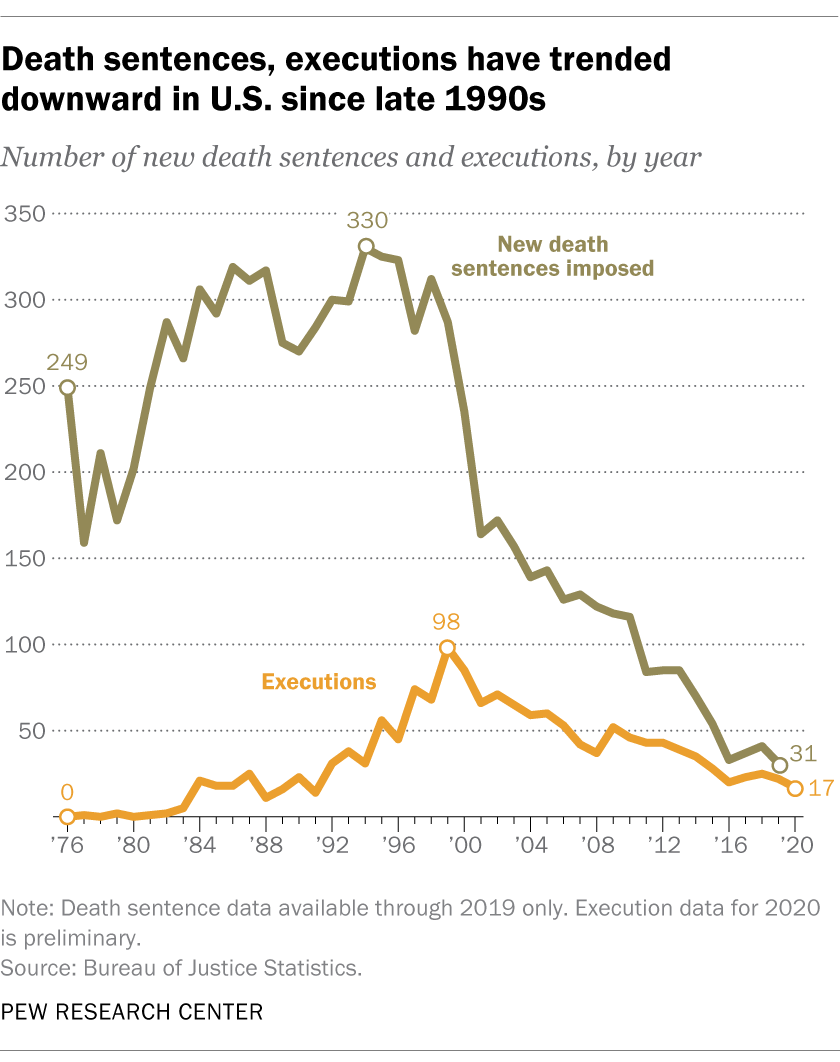 Death sentences, executions have trended
downward in U.S. since late 1990s
Number of new death sentences and executions, by year
350
330
New death
sentences imposed
300
249
250
200
150
98
100
Executions
50
31
0
17
’76 ’80 ’84 ’88 ’92 ’96 ’00 ’04 ’08 ’12 ’16 ’20
Note: Death sentence data available through 2019 only. Execution data for 2020
is preliminary.
Source: Bureau of Justice Statistics.
PEW RESEARCH CENTER